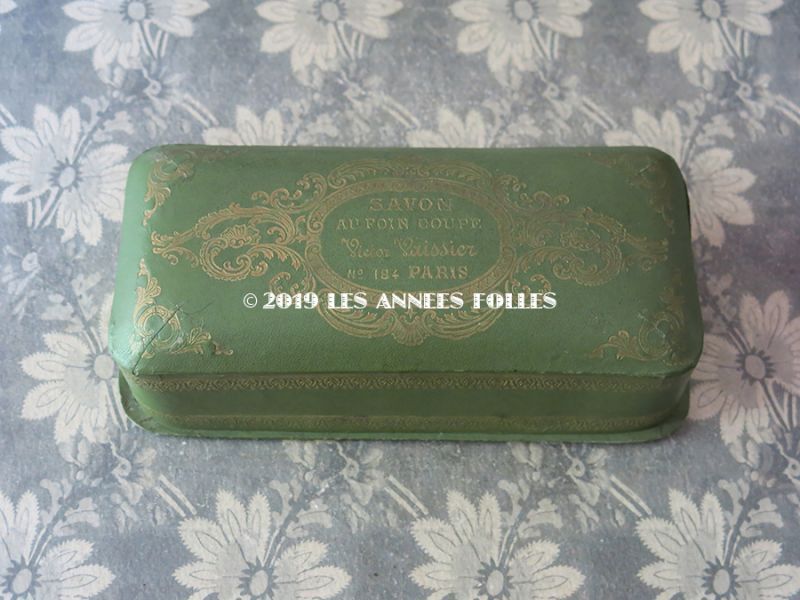 SAVON
AU FOIN COUPE
Victor Vaissier
No 184 PARIS
© 2019 LES ANNEES FOLLES